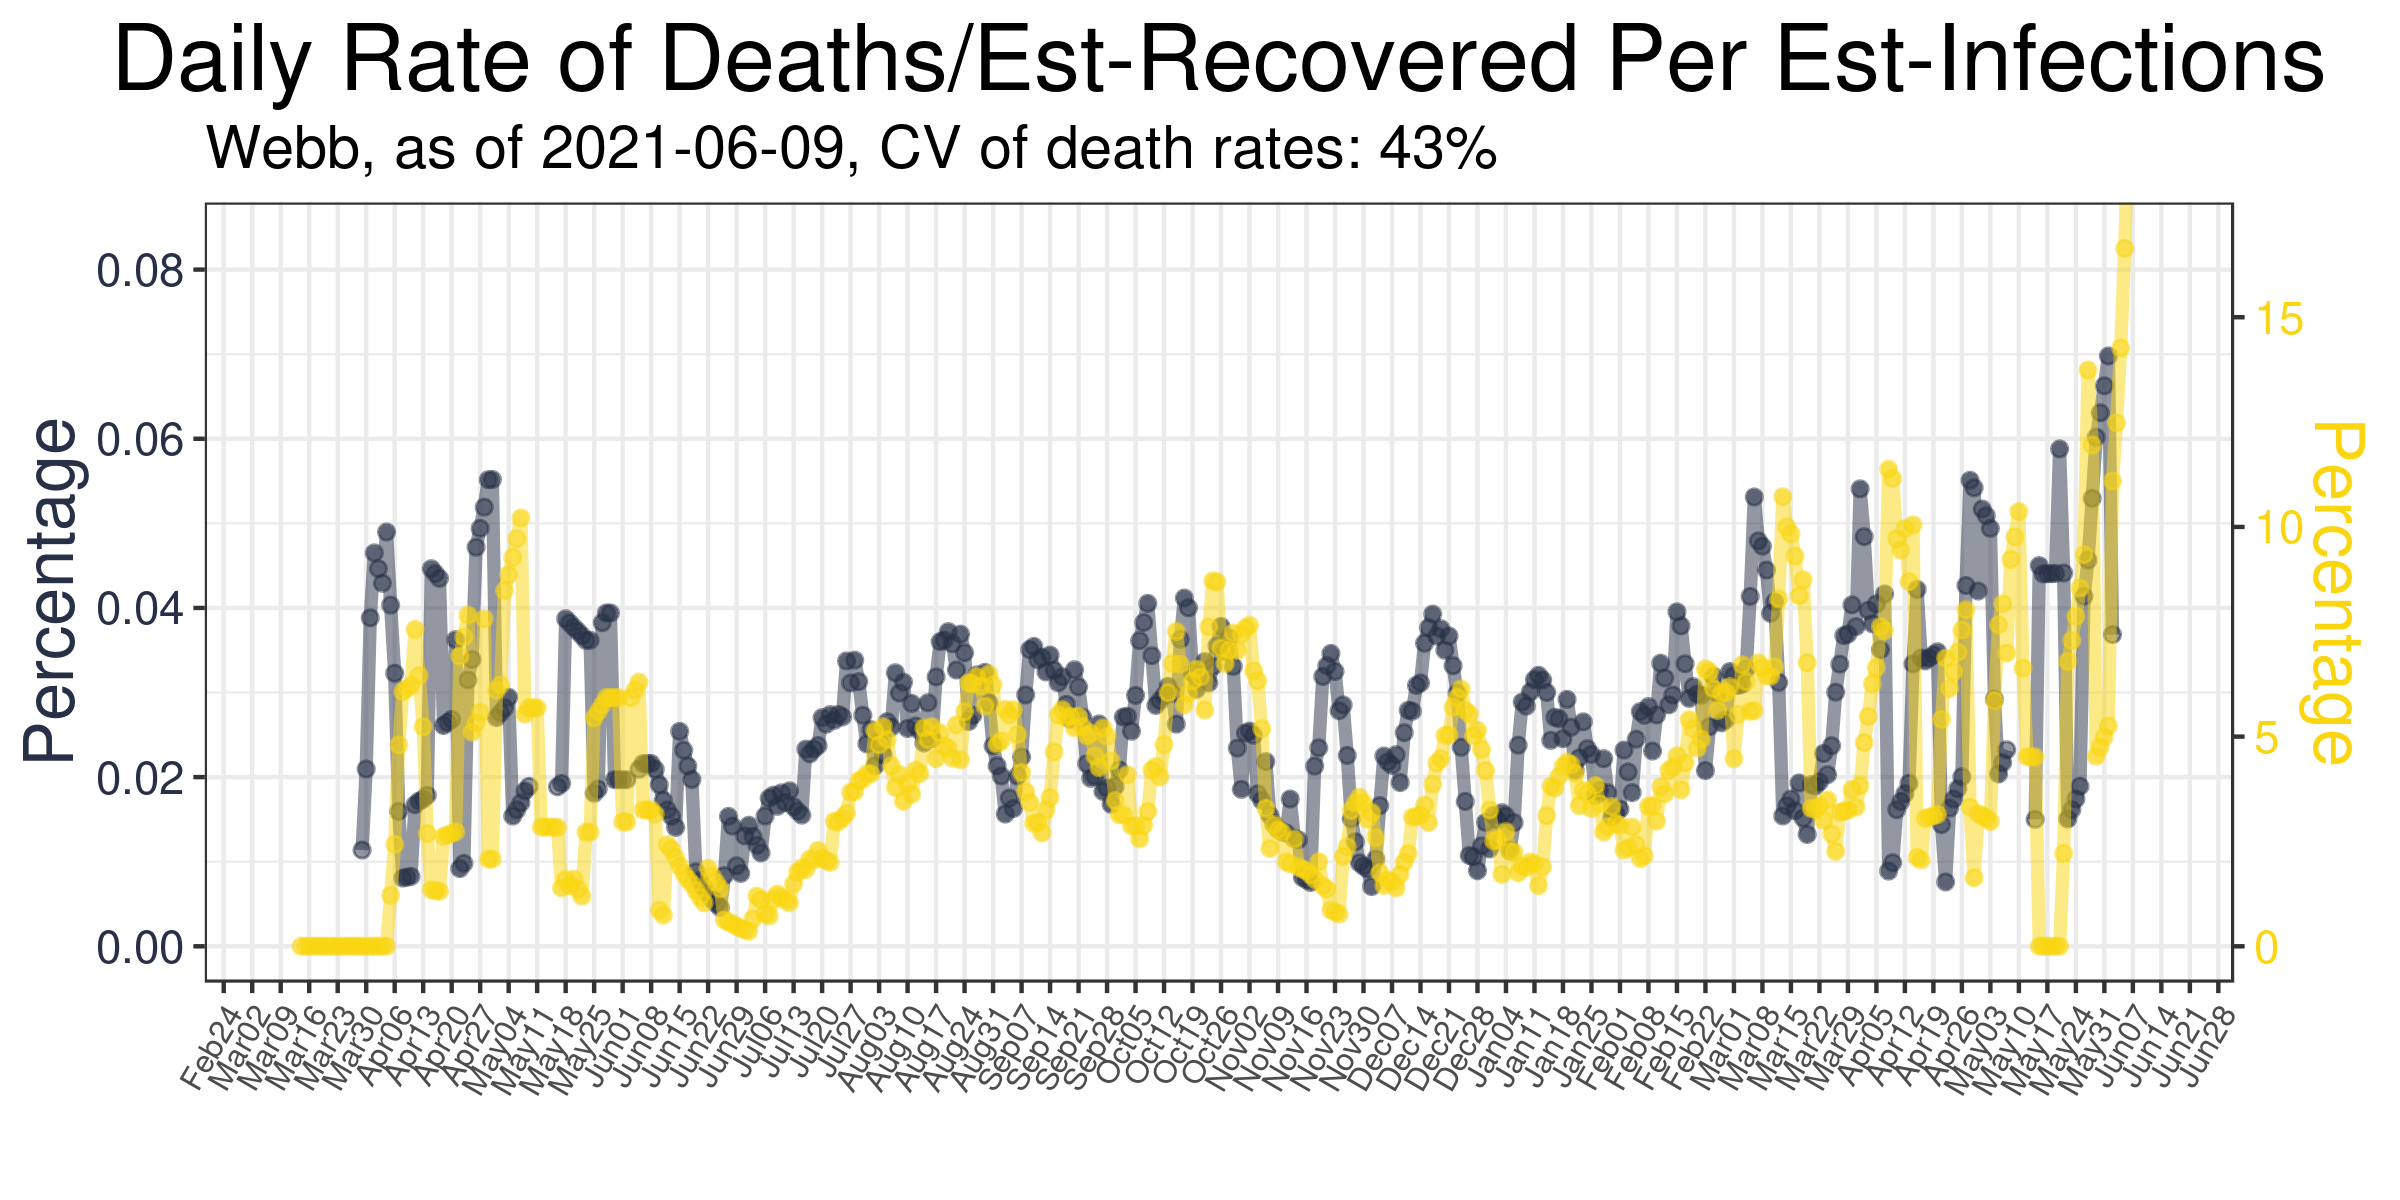 Daily Rate of Deaths/Est-Recovered Per Est-Infections
Webb, as of 2021-06-09, CV of death rates: 43%
Percentage
0.08
0.06
0.04
0.02
0.00
15
10
5
0
Percentage
Feb24
Mar02
Mar09
Mar16
Mar23
Mar30
Apr06
Apr13
Apr20
Apr27
May04
May11
May18
May25
Jun01
Jun08
Jun15
Jun22
Jun29
Jul06
Jul13
Jul20
Jul27
Aug03
Aug10
Aug17
Aug24
Aug31
Sep07
Sep14
Sep21
Sep28
Oct05
Oct12
Oct19
Oct26
Nov02
Nov09
Nov16
Nov23
Nov30
Dec07
Dec14
Dec21
Dec28
Jan04
Jan11
Jan18
Jan25
Feb01
Feb08
Feb15
Feb22
Mar01
Mar08
Mar15
Mar22
Mar29
Apr05
Apr12
Apr19
Apr26
May03
May10
May17
May24
May31
Jun07
Jun14
Jun21
Jun28